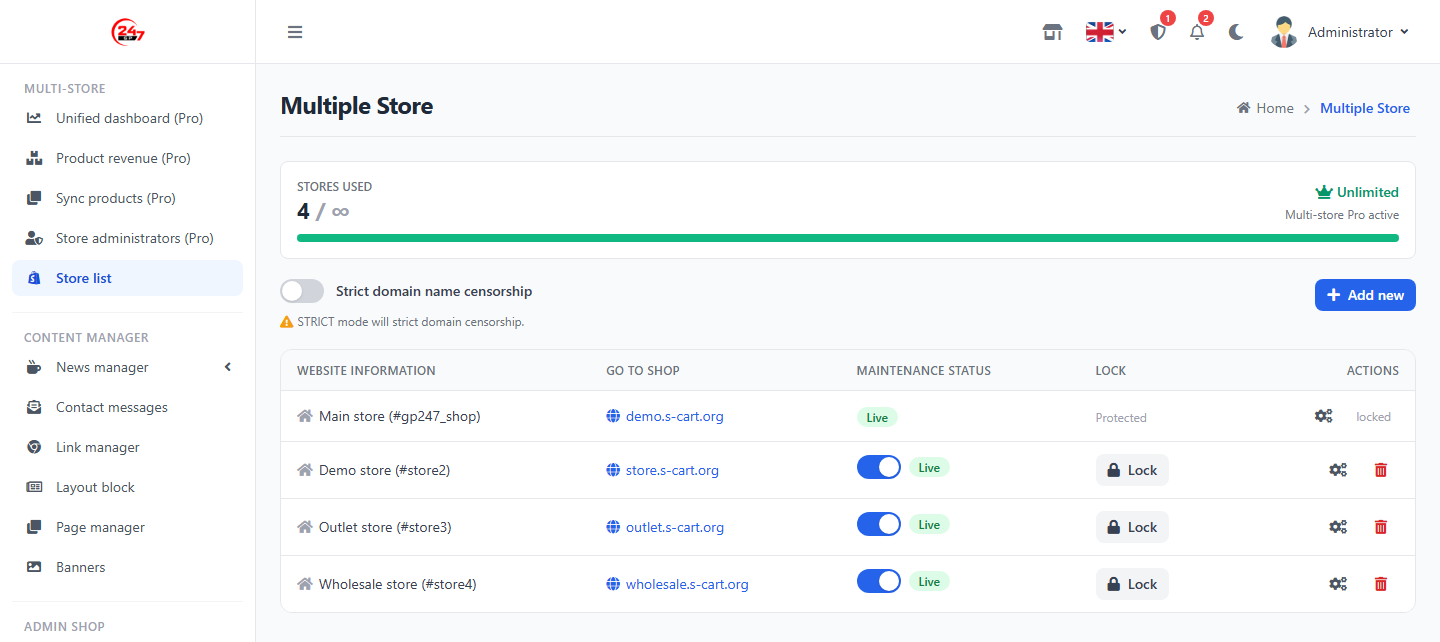 247
GP
1
2
Administrator
MULTI-STORE
Unified dashboard (Pro)
Product revenue (Pro)
Sync products (Pro)
Store administrators (Pro)
Store list
CONTENT MANAGER
News manager
Contact messages
Link manager
Layout block
Page manager
Banners
ADMIN SHOP
Multiple Store
Home > Multiple Store
STORES USED
4 / ∞
Unlimited
Multi-store Pro active
Strict domain name censorship
STRICT mode will strict domain censorship.
+ Add new
WEBSITE INFORMATION GO TO SHOP MAINTENANCE STATUS LOCK ACTIONS
Main store (#gp247_shop) demo.s-cart.org Live Protected locked
Demo store (#store2) store.s-cart.org Live Lock
Outlet store (#store3) outlet.s-cart.org Live Lock
Wholesale store (#store4) wholesale.s-cart.org Live Lock